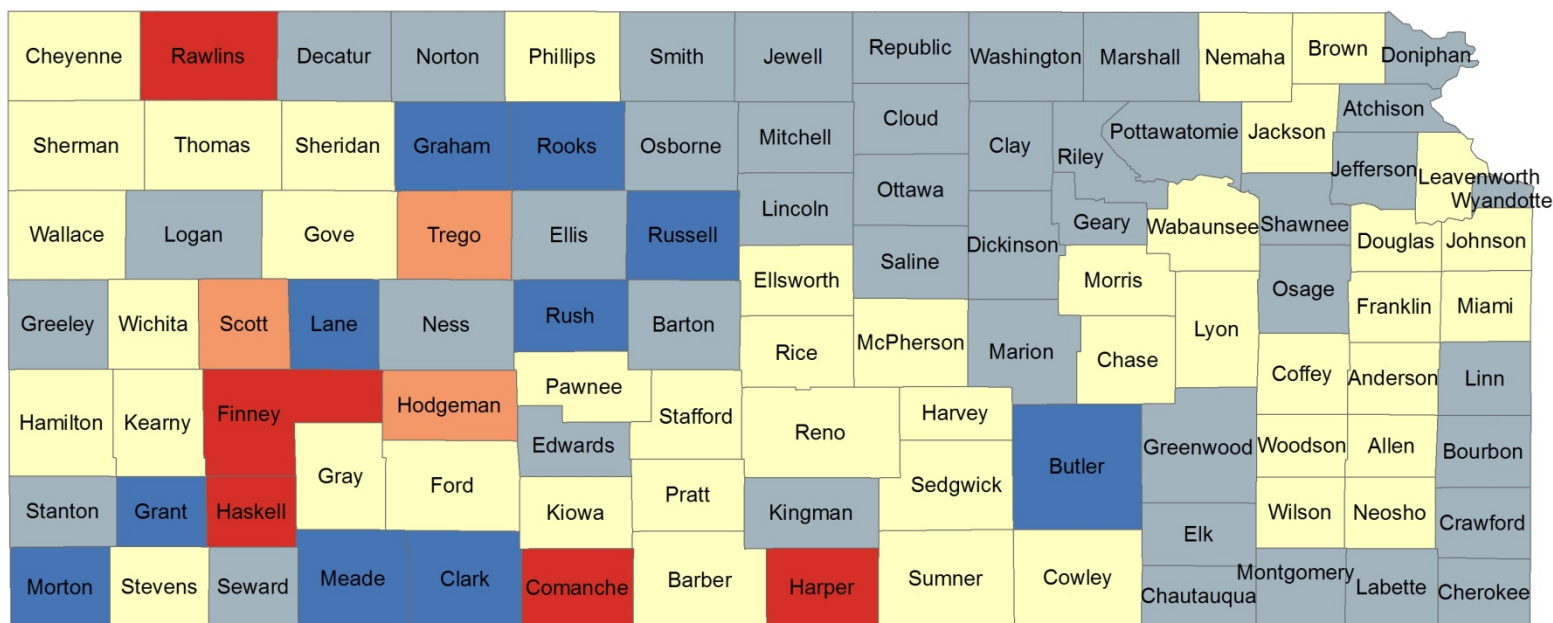 Cheyenne
Rawlins
Decatur
Norton
Phillips
Smith
Jewell
Republic
Washington
Marshall
Nemaha
Brown
Doniphan
Sherman
Thomas
Sheridan
Graham
Rooks
Osborne
Mitchell
Cloud
Clay
Riley
Pottawatomie
Jackson
Atchison
Jefferson
Leavenworth
Wyandotte
Wallace
Logan
Gove
Trego
Ellis
Russell
Lincoln
Ottawa
Saline
Dickinson
Geary
Wabaunsee
Shawnee
Douglas
Johnson
Greeley
Wichita
Scott
Lane
Ness
Rush
Barton
Ellsworth
Rice
McPherson
Marion
Morris
Chase
Lyon
Osage
Franklin
Miami
Hamilton
Kearny
Finney
Hodgeman
Pawnee
Edwards
Stafford
Reno
Harvey
Sedgwick
Butler
Greenwood
Coffey
Anderson
Linn
Woodson
Allen
Bourbon
Stanton
Grant
Haskell
Gray
Ford
Kiowa
Pratt
Kingman
Elk
Wilson
Neosho
Crawford
Morton
Stevens
Seward
Meade
Clark
Comanche
Barber
Harper
Sumner
Cowley
Chautauqua
Montgomery
Labette
Cherokee